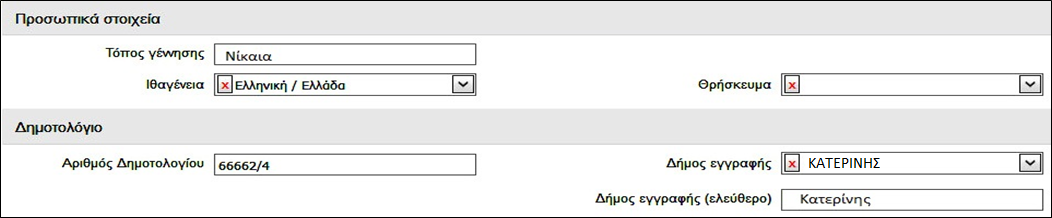 Προσωπικά στοιχεία
Τόπος γέννησης Νίκαια
Ιθαγένεια x Ελληνική / Ελλάδα Θρήσκευμα x
Δημοτολόγιο
Αριθμός Δημοτολογίου 66662/4 Δήμος εγγραφής x ΚΑΤΕΡΙΝΗΣ
Δήμος εγγραφής (ελεύθερο) Κατερίνης